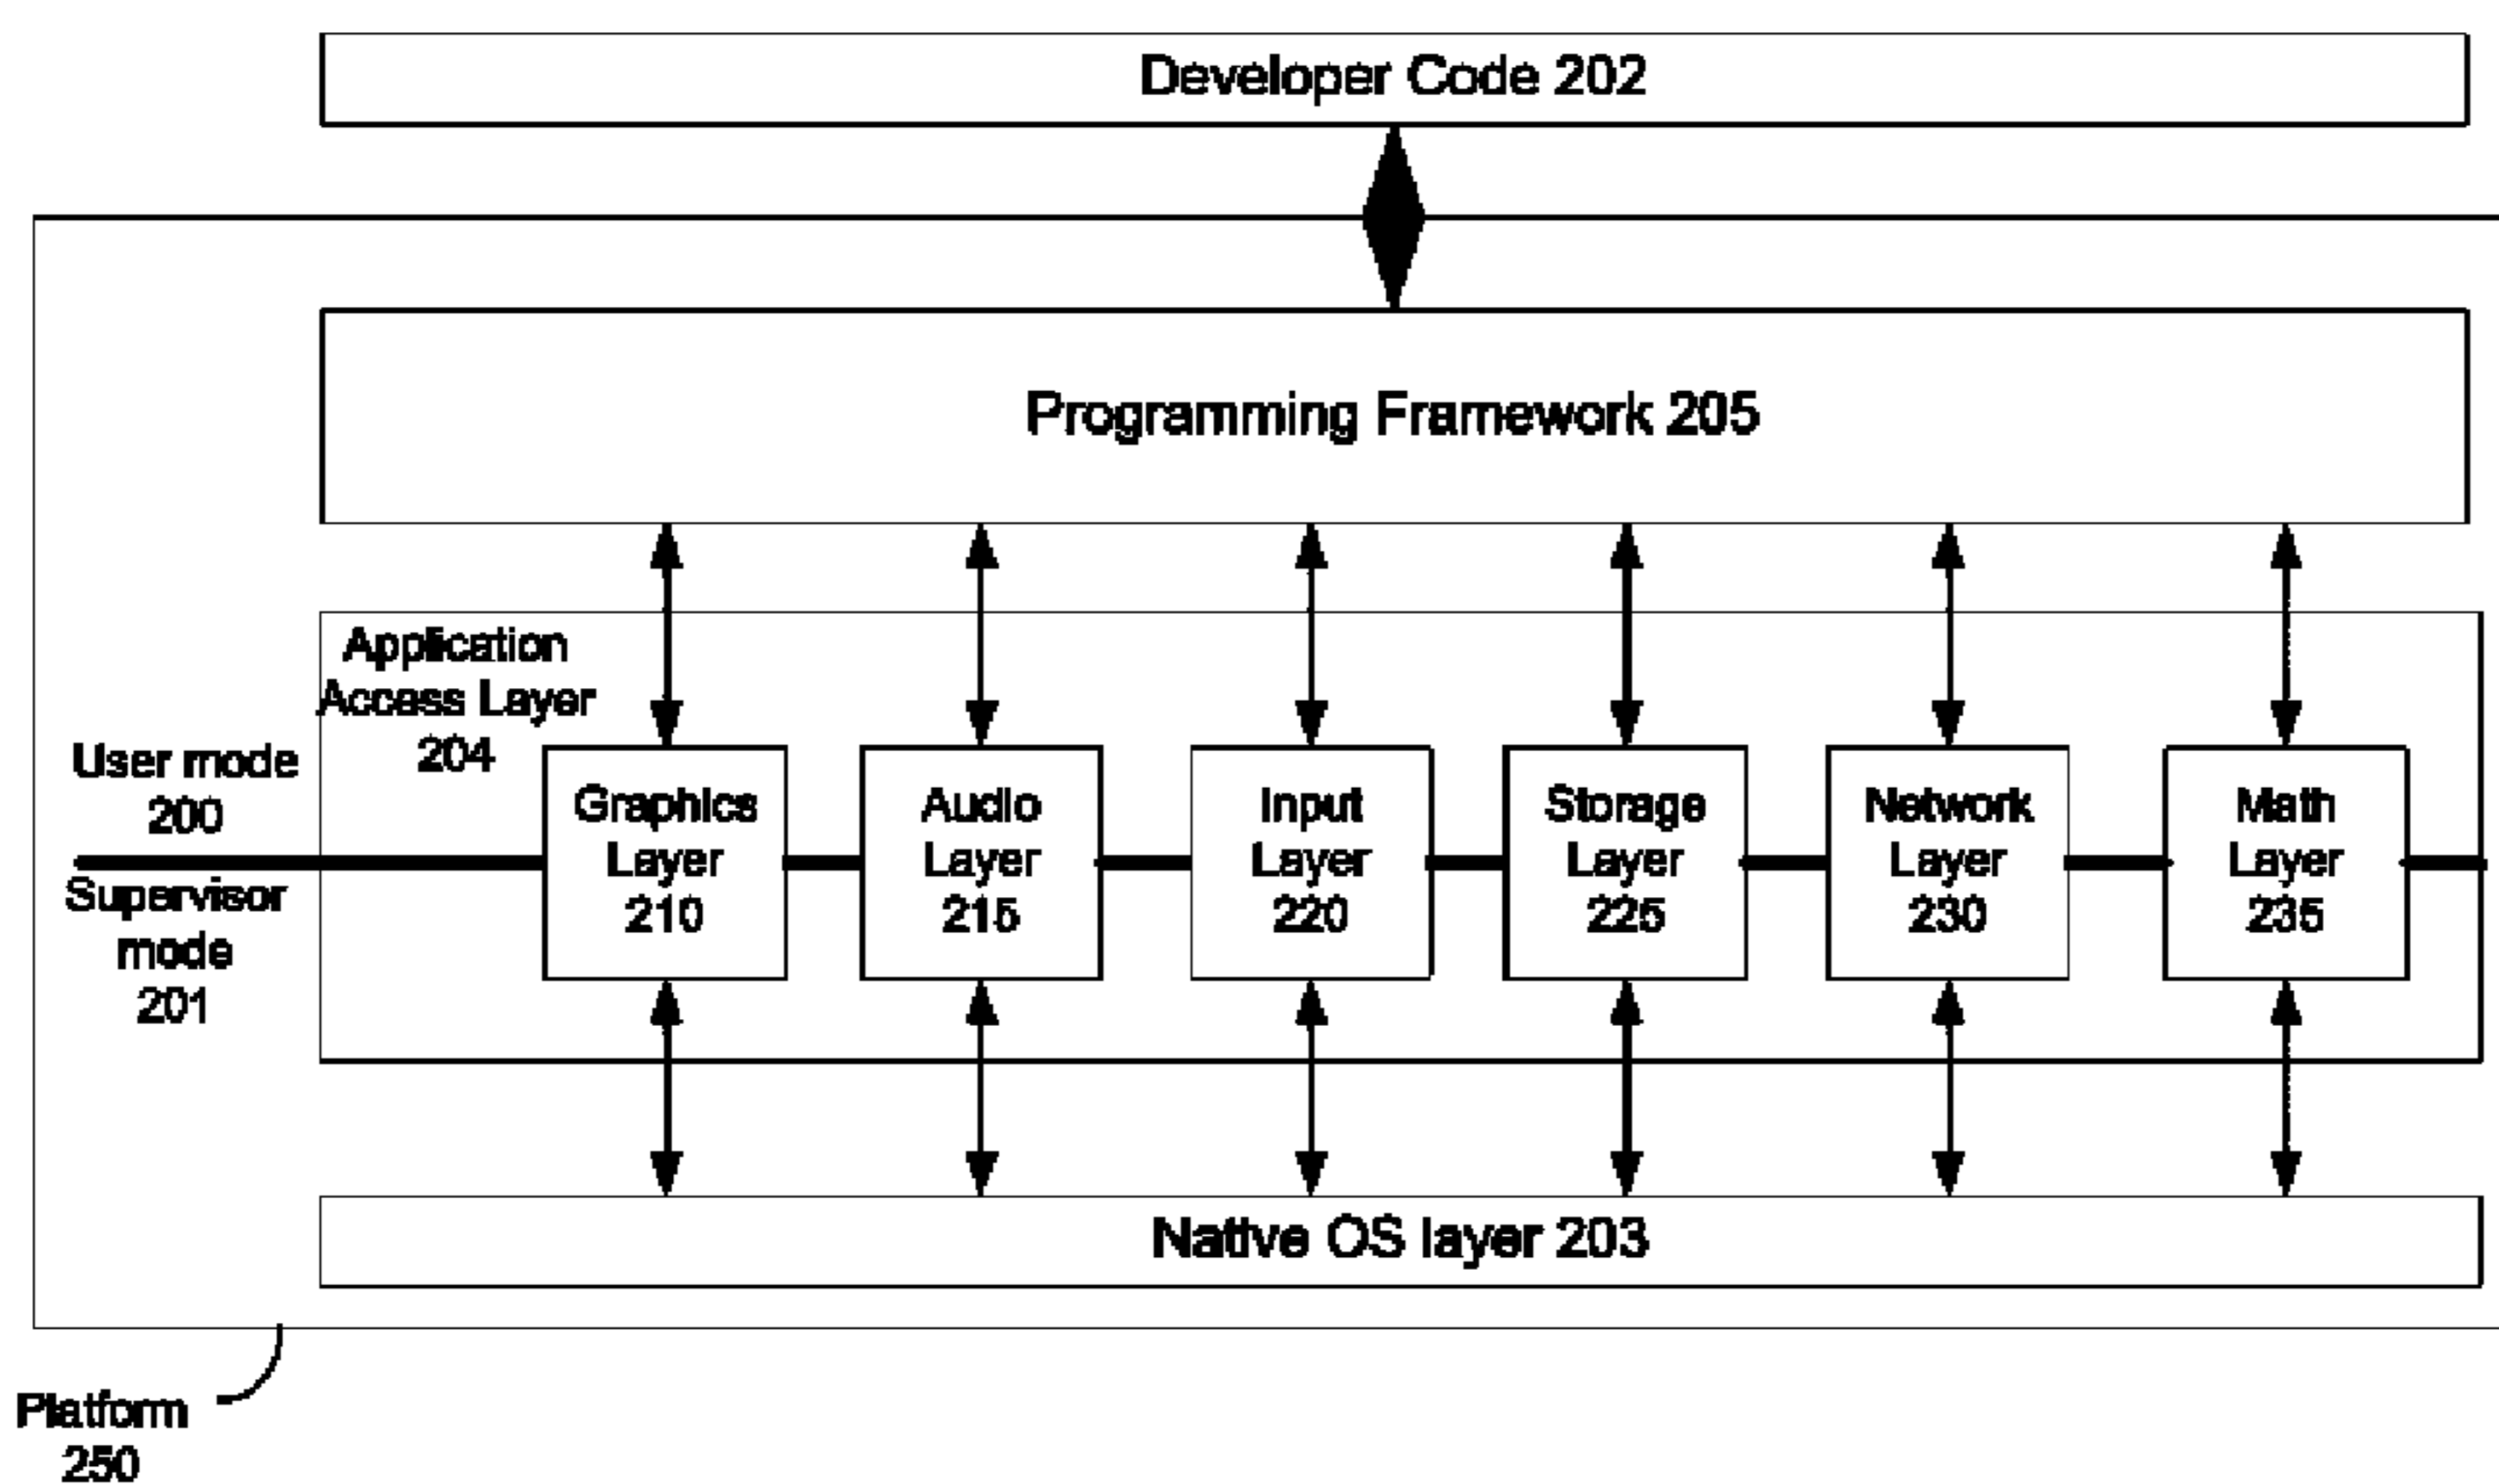 Developer Code 202
Programming Framework 205
Application
Access Layer
204
User mode
200
Supervisor
mode
201
Graphics
Layer
210
Audio
Layer
215
Input
Layer
220
Storage
Layer
225
Network
Layer
230
Math
Layer
235
Native OS layer 203
Platform
250